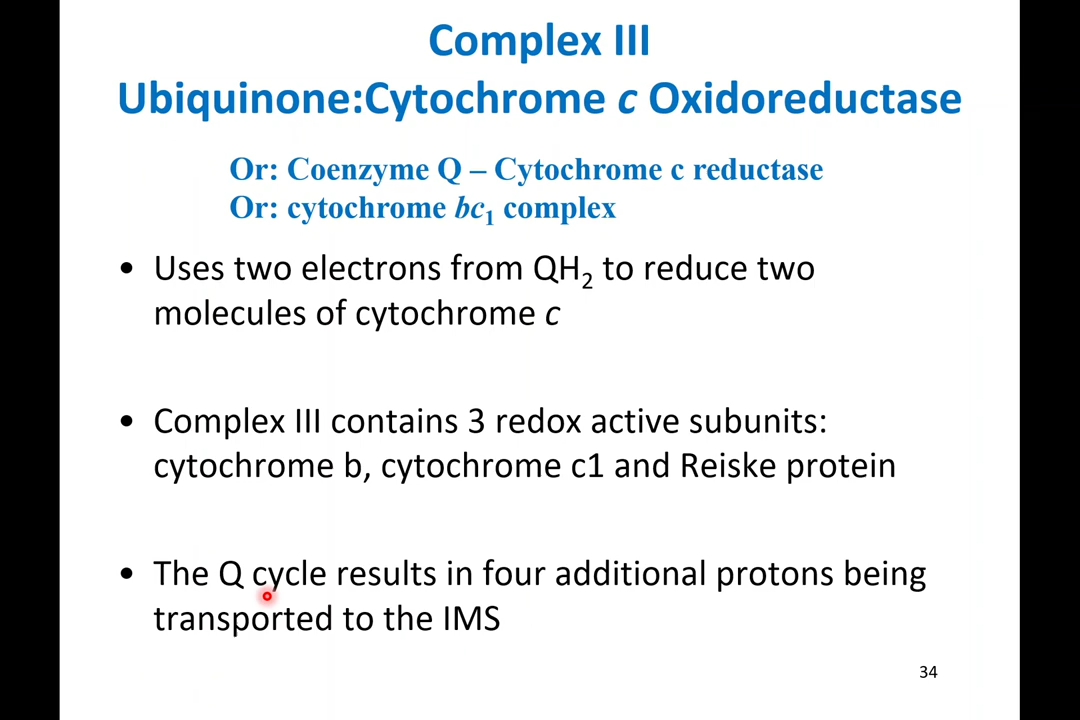 Complex III
Ubiquinone:Cytochrome c Oxidoreductase
Or: Coenzyme Q – Cytochrome c reductase
Or: cytochrome bc₁ complex
• Uses two electrons from QH₂ to reduce two
molecules of cytochrome c
• Complex III contains 3 redox active subunits:
cytochrome b, cytochrome c1 and Reiske protein
• The Q cycle results in four additional protons being
transported to the IMS
34